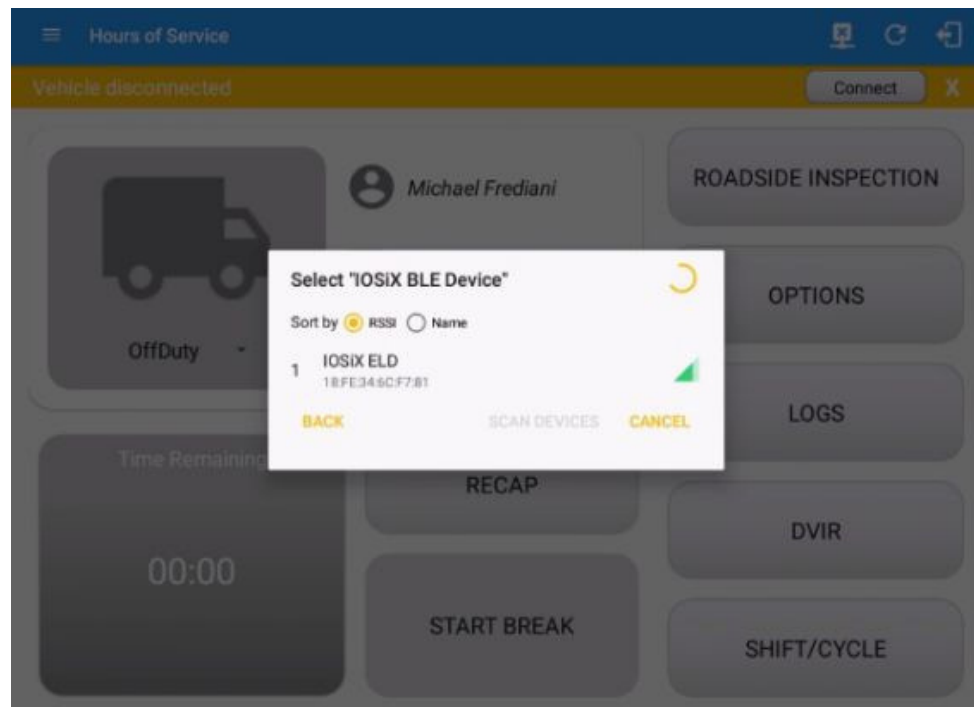 Hours of Service
Vehicle disconnected
Connect
X
Michael Frediani
OffDuty
ROADSIDE INSPECTION
OPTIONS
LOGS
DVIR
SHIFT/CYCLE
Select "IOSiX BLE Device"
Sort by RSSI Name
1 IOSiX ELD
18:FE:34:6C:F7:81
BACK SCAN DEVICES CANCEL
Time Remaining
00:00
RECAP
START BREAK